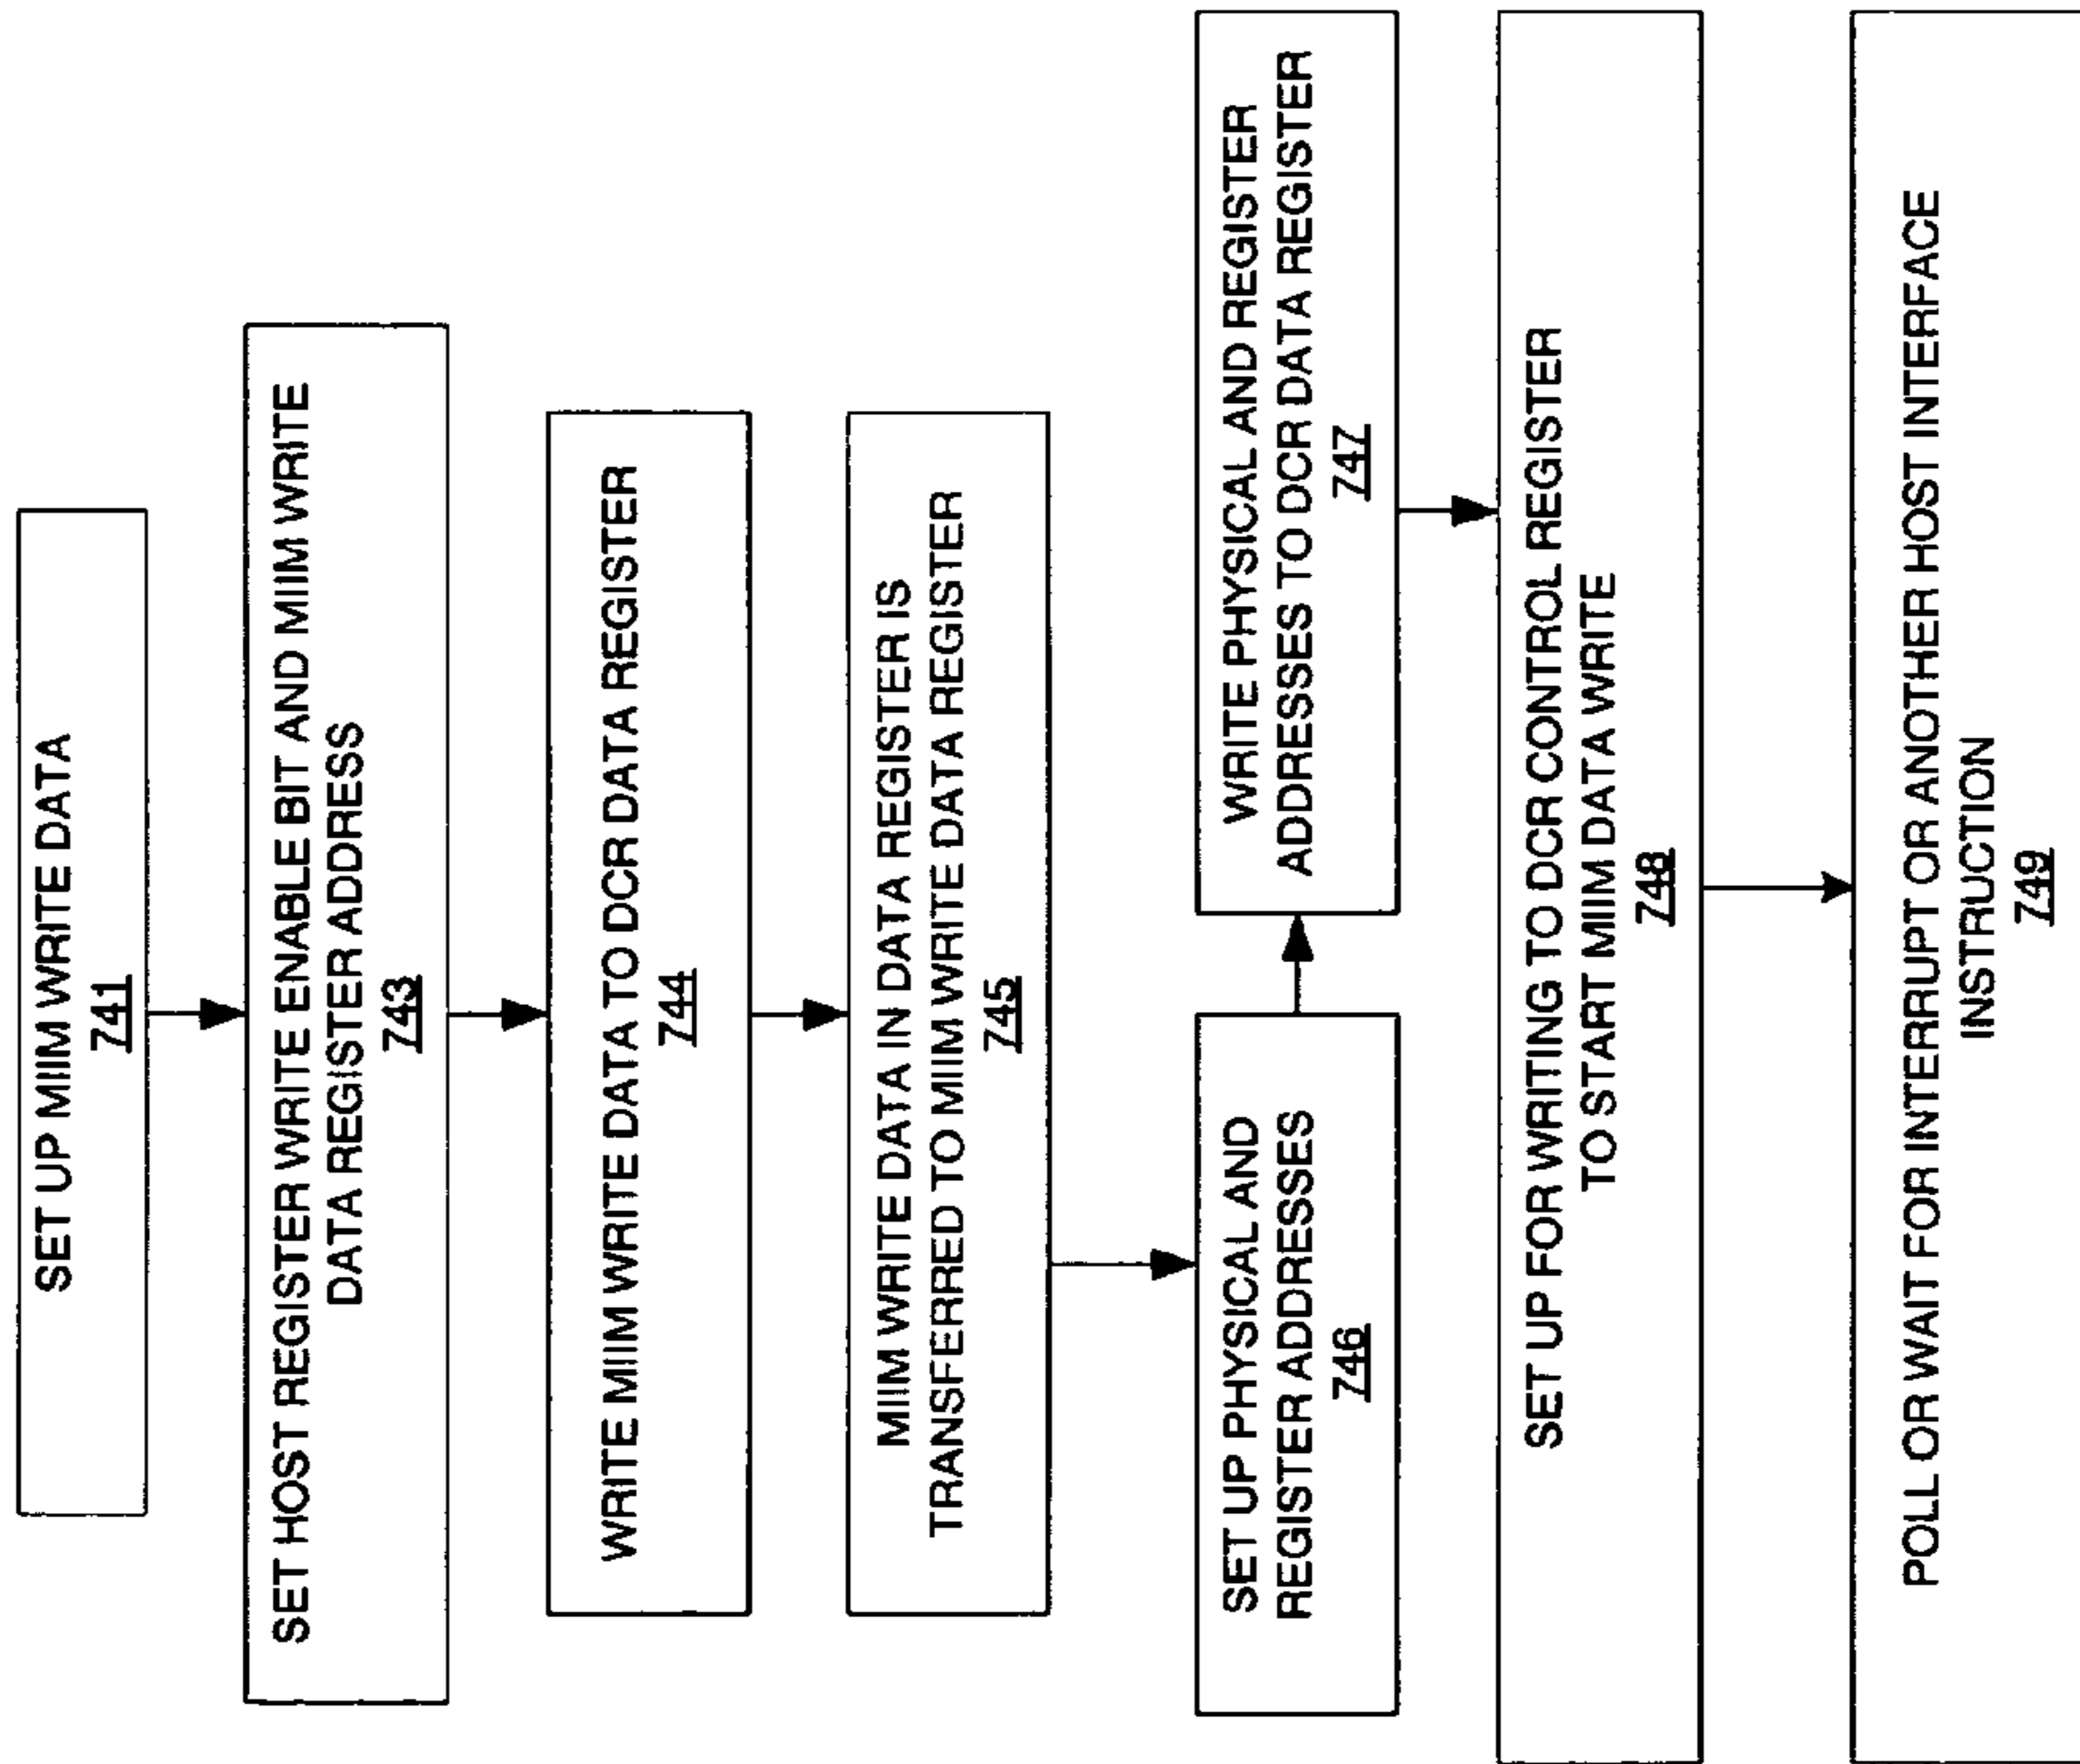 SET UP MIIM WRITE DATA
741
SET HOST REGISTER WRITE ENABLE BIT AND MIIM WRITE
DATA REGISTER ADDRESS
743
WRITE MIIM WRITE DATA TO DCR DATA REGISTER
744
MIIM WRITE DATA IN DATA REGISTER IS
TRANSFERRED TO MIIM WRITE DATA REGISTER
745
SET UP PHYSICAL AND
REGISTER ADDRESSES
746
WRITE PHYSICAL AND REGISTER
ADDRESSES TO DCR DATA REGISTER
747
SET UP FOR WRITING TO DCR CONTROL REGISTER
TO START MIIM DATA WRITE
748
POLL OR WAIT FOR INTERRUPT OR ANOTHER HOST INTERFACE
INSTRUCTION
749